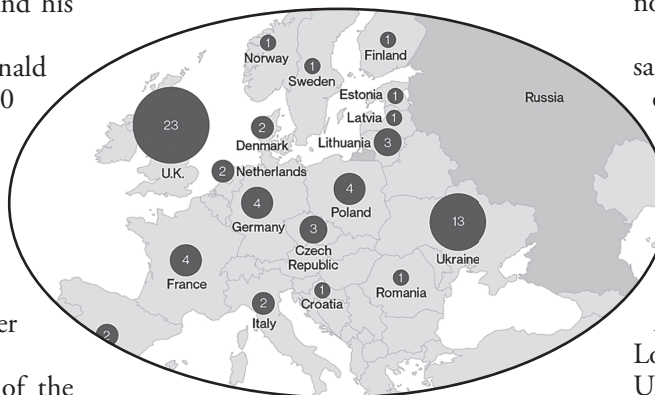 nd his
nald
0
er
of the
1
Norway
1
Sweden
1
Finland
Estonia 1
Latvia 1
Lithuania 3
Russia
23
U.K.
2
Denmark
2 Netherlands
4
Germany
4
Poland
3
Czech
Republic
13
Ukraine
4
France
2
Italy
1
Croatia
1
Romania
2
no
sa
Lo
U